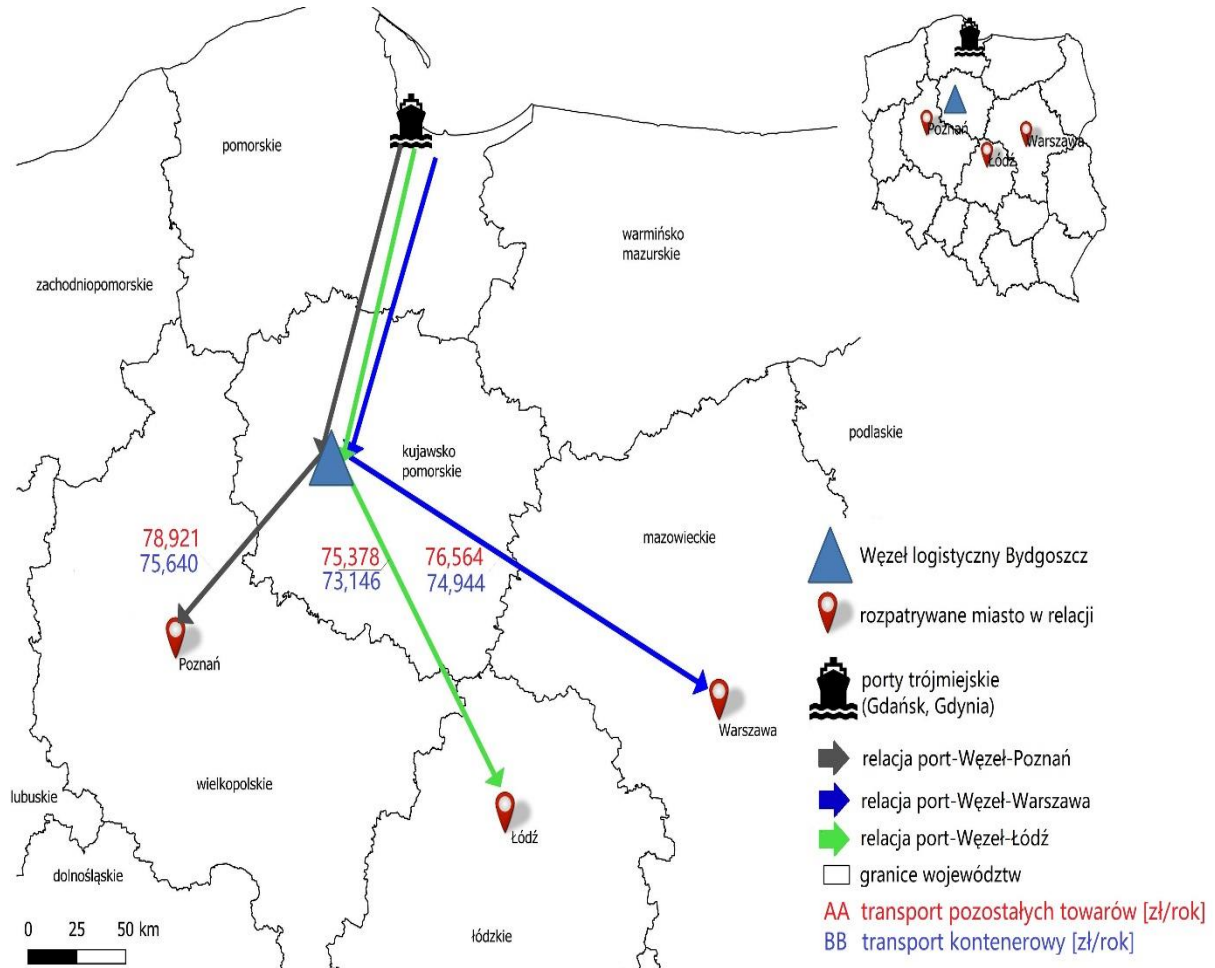 pomorskie
warmińsko
mazurskie
zachodniopomorskie
kujawsko
pomorskie
podlaskie
mazowieckie
78,921
75,640
75,378
73,146
76,564
74,944
Poznań
Warszawa
wielkopolskie
lubuskie
Łódź
dolnośląskie
łódzkie
0 25 50 km
Poznań
Warszawa
Łódź
Węzeł logistyczny Bydgoszcz
rozpatrywane miasto w relacji
porty trójmiejskie
(Gdańsk, Gdynia)
relacja port-Węzeł-Poznań
relacja port-Węzeł-Warszawa
relacja port-Węzeł-Łódź
granice województw
AA transport pozostałych towarów [zł/rok]
BB transport kontenerowy [zł/rok]